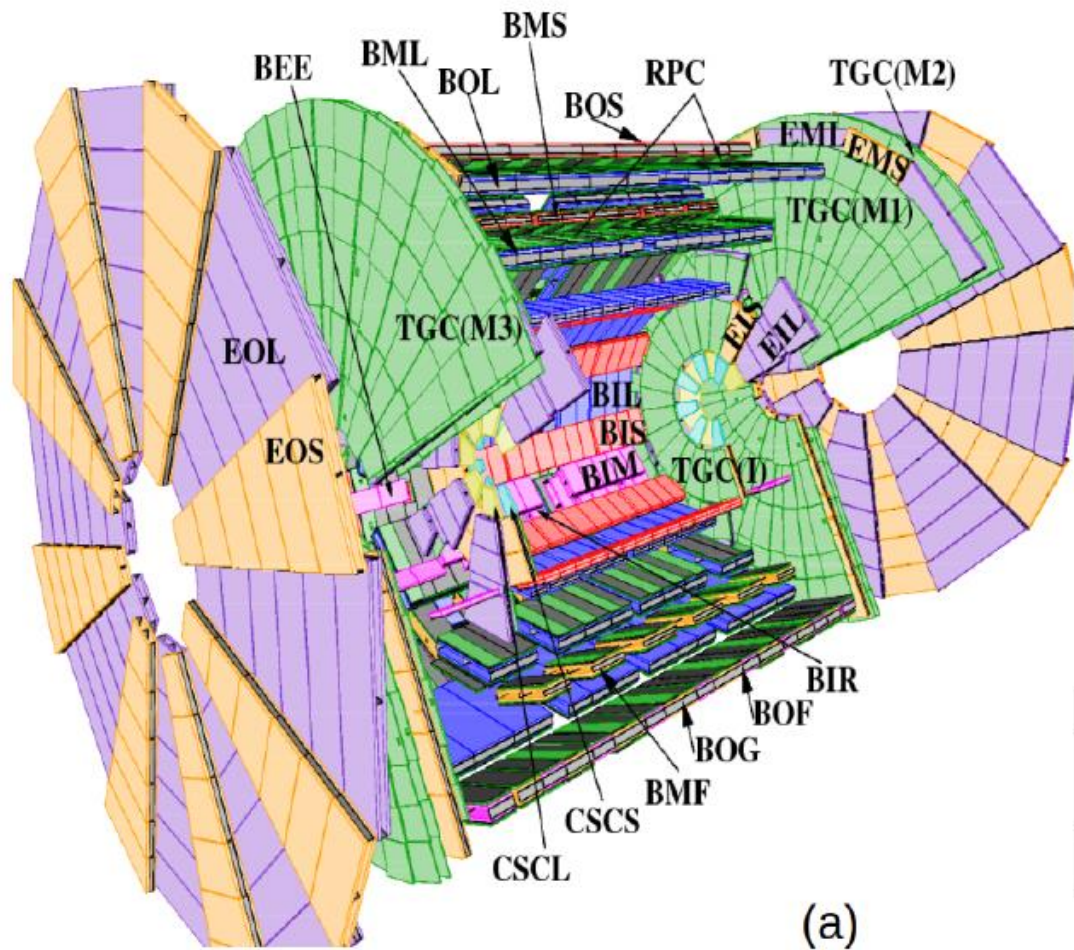 BMS
BML
BEE
BOL
RPC
TGC(M2)
BOS
EML
EMS
TGC(M1)
EOL
TGC(M3)
EIS
EIL
BIL
BIS
EOS
BIM
TGC(I)
BIR
BOF
BOG
BMF
CSCS
CSCL
(a)